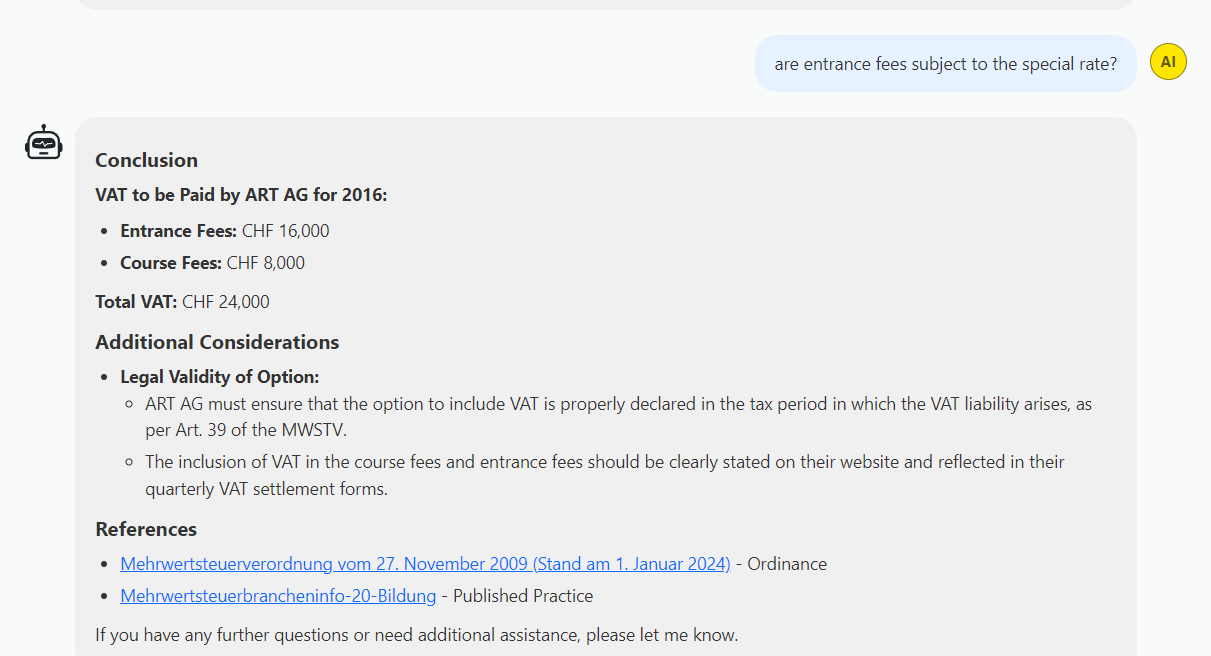 are entrance fees subject to the special rate?
AI
Conclusion
VAT to be Paid by ART AG for 2016:
• Entrance Fees: CHF 16,000
• Course Fees: CHF 8,000
Total VAT: CHF 24,000
Additional Considerations
• Legal Validity of Option:
○ ART AG must ensure that the option to include VAT is properly declared in the tax period in which the VAT liability arises, as
per Art. 39 of the MWSTV.
○ The inclusion of VAT in the course fees and entrance fees should be clearly stated on their website and reflected in their
quarterly VAT settlement forms.
References
• Mehrwertsteuerverordnung vom 27. November 2009 (Stand am 1. Januar 2024) - Ordinance
• Mehrwertsteuerbrancheninfo-20-Bildung - Published Practice
If you have any further questions or need additional assistance, please let me know.